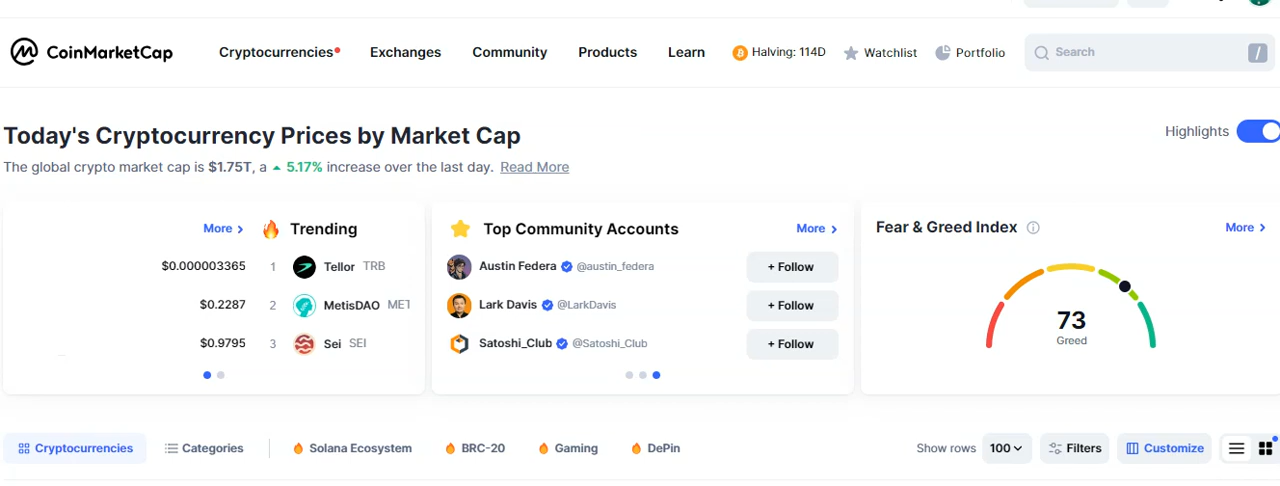 CoinMarketCap Cryptocurrencies Exchanges Community Products Learn Halving: 114D Watchlist Portfolio Search /
Today's Cryptocurrency Prices by Market Cap
Highlights
The global crypto market cap is $1.75T, a 5.17% increase over the last day. Read More
More Trending
$0.000003365 1 Tellor TRB
$0.2287 2 MetisDAO MET
$0.9795 3 Sei SEI
Top Community Accounts More
Austin Federa @austin_federa + Follow
Lark Davis @LarkDavis + Follow
Satoshi_Club @Satoshi_Club + Follow
Fear & Greed Index More
73
Greed
Cryptocurrencies Categories Solana Ecosystem BRC-20 Gaming DePin Show rows 100 Filters Customize